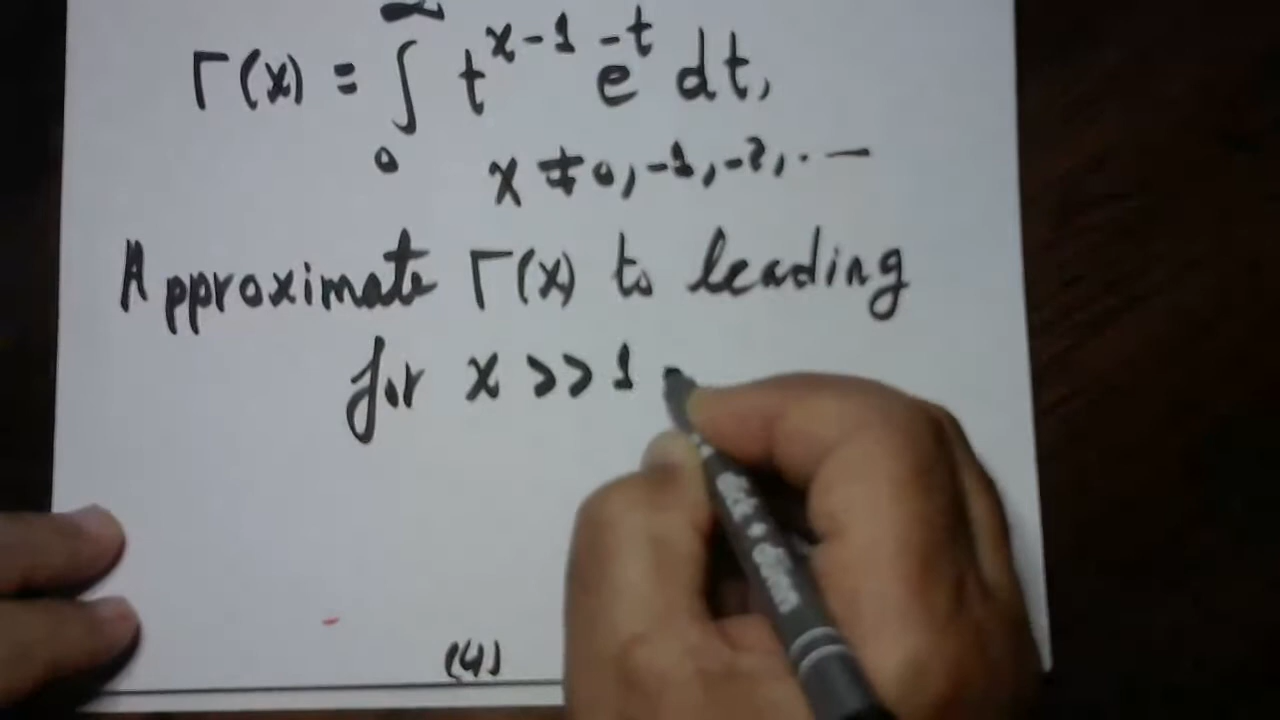 Γ(x) = ∫₀^∞ t^{x-1} e^{-t} dt,
x ≠ 0, -1, -2, ...
Approximate Γ(x) to leading
for x >> 1
(4)